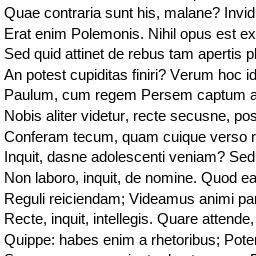 Quae contraria sunt his, malane? Invid
Erat enim Polemonis. Nihil opus est ex
Sed quid attinet de rebus tam apertis pl
An potest cupiditas finiri? Verum hoc id
Paulum, cum regem Persem captum a
Nobis aliter videtur, recte secusne, pos
Conferam tecum, quam cuique verso r
Inquit, dasne adolescenti veniam? Sed
Non laboro, inquit, de nomine. Quod ea
Reguli reiciendam; Videamus animi par
Recte, inquit, intellegis. Quare attende,
Quippe: habes enim a rhetoribus; Poter